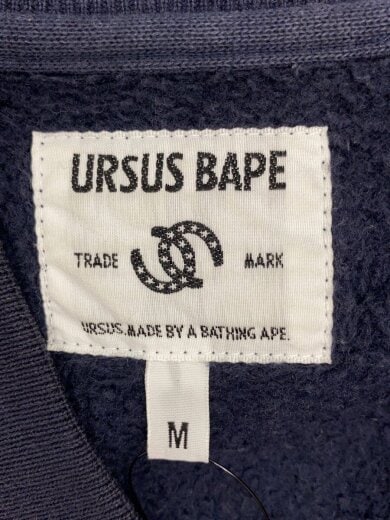 URSUS BAPE
TRADE MARK
URSUS.MADE BY A BATHING APE.
M